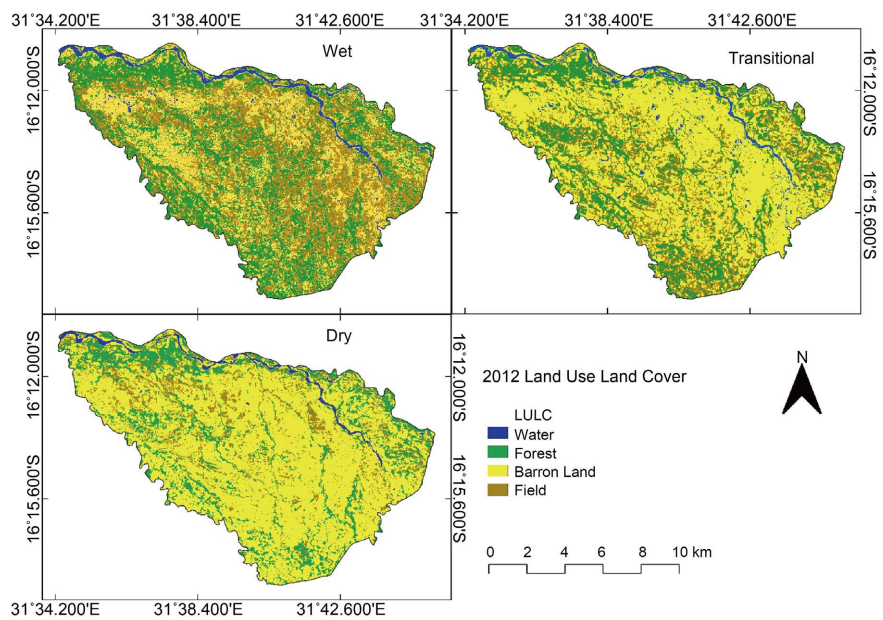 31°34.200'E 31°38.400'E 31°42.600'E 31°34.200'E 31°38.400'E 31°42.600'E
Wet
Transitional
16°12.000'S
16°15.600'S
16°12.000'S
16°15.600'S
Dry
16°12.000'S
16°15.600'S
16°12.000'S
16°15.600'S
2012 Land Use Land Cover
N
LULC
Water
Forest
Barron Land
Field
0 2 4 6 8 10 km
31°34.200'E 31°38.400'E 31°42.600'E